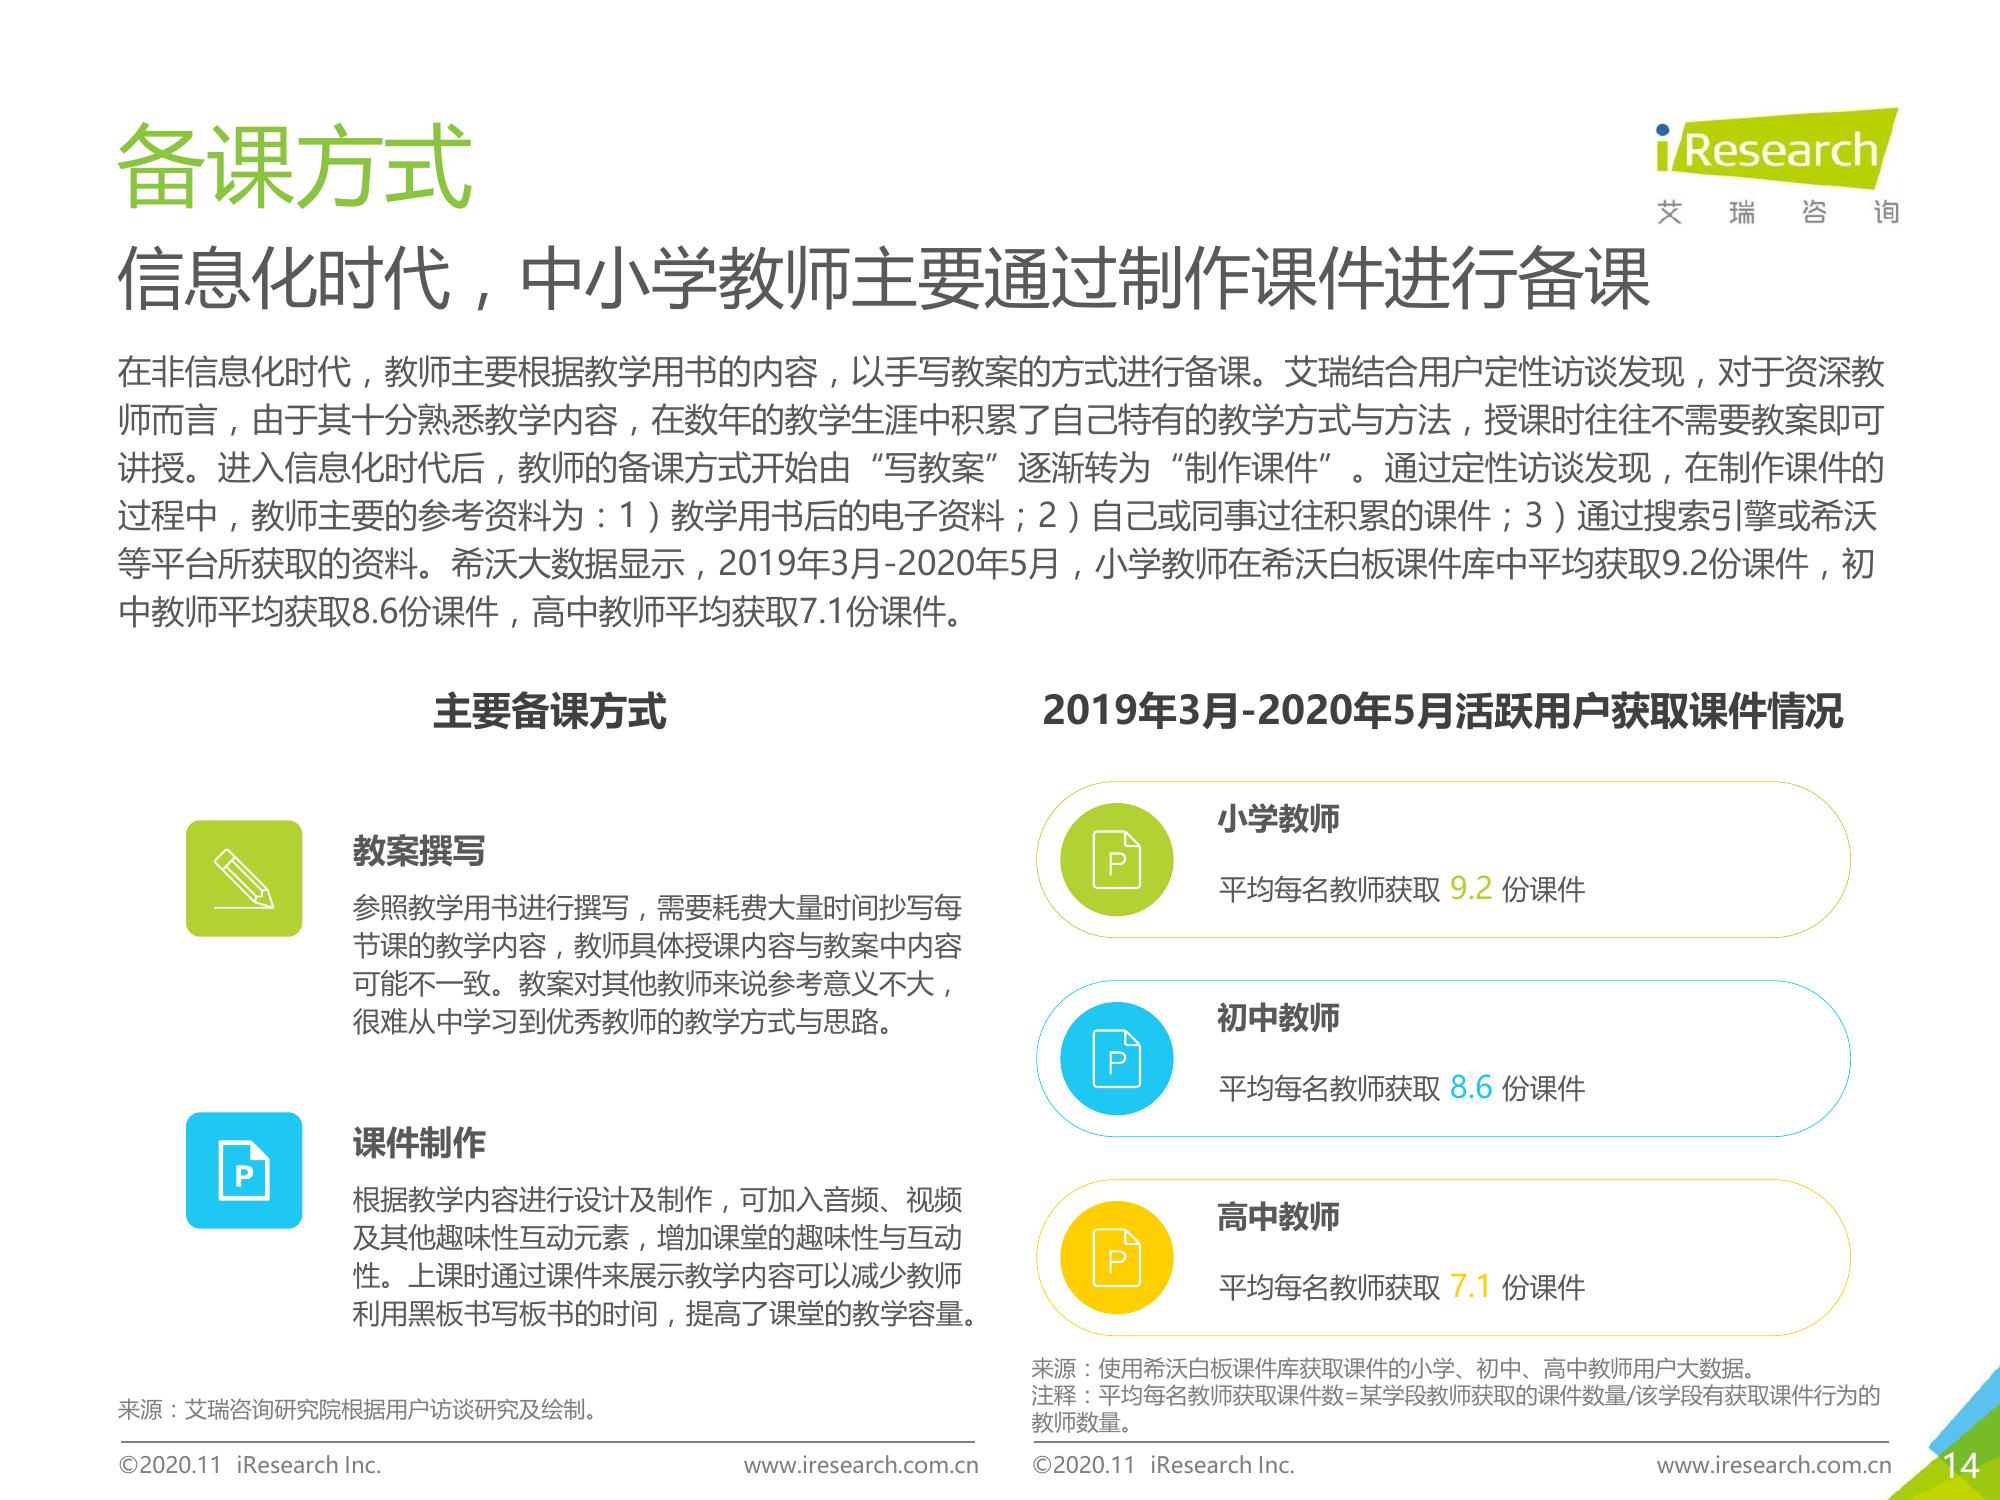 备课方式
iResearch
艾瑞咨询
信息化时代，中小学教师主要通过制作课件进行备课
在非信息化时代，教师主要根据教学用书的内容，以手写教案的方式进行备课。艾瑞结合用户定性访谈发现，对于资深教
师而言，由于其十分熟悉教学内容，在数年的教学生涯中积累了自己特有的教学方式与方法，授课时往往不需要教案即可
讲授。进入信息化时代后，教师的备课方式开始由“写教案”逐渐转为“制作课件”。通过定性访谈发现，在制作课件的
过程中，教师主要的参考资料为：1）教学用书后的电子资料；2）自己或同事过往积累的课件；3）通过搜索引擎或希沃
等平台所获取的资料。希沃大数据显示，2019年3月-2020年5月，小学教师在希沃白板课件库中平均获取9.2份课件，初
中教师平均获取8.6份课件，高中教师平均获取7.1份课件。
主要备课方式
教案撰写
参照教学用书进行撰写，需要耗费大量时间抄写每
节课的教学内容，教师具体授课内容与教案中内容
可能不一致。教案对其他教师来说参考意义不大，
很难从中学习到优秀教师的教学方式与思路。
P
课件制作
根据教学内容进行设计及制作，可加入音频、视频
及其他趣味性互动元素，增加课堂的趣味性与互动
性。上课时通过课件来展示教学内容可以减少教师
利用黑板书写板书的时间，提高了课堂的教学容量。
来源：艾瑞咨询研究院根据用户访谈研究及绘制。
2019年3月-2020年5月活跃用户获取课件情况
P
小学教师
平均每名教师获取 9.2 份课件
P
初中教师
平均每名教师获取 8.6 份课件
P
高中教师
平均每名教师获取 7.1 份课件
来源：使用希沃白板课件库获取课件的小学、初中、高中教师用户大数据。
注释：平均每名教师获取课件数=某学段教师获取的课件数量/该学段有获取课件行为的
教师数量。
©2020.11 iResearch Inc.
www.iresearch.com.cn
©2020.11 iResearch Inc.
www.iresearch.com.cn
14